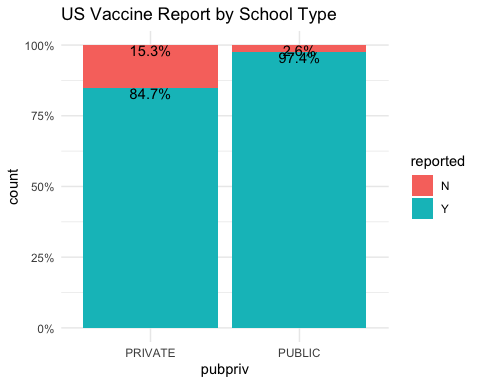 US Vaccine Report by School Type
100%
75%
50%
25%
0%
count
15.3%
84.7%
2.6%
97.4%
PRIVATE
PUBLIC
pubpriv
reported
N
Y